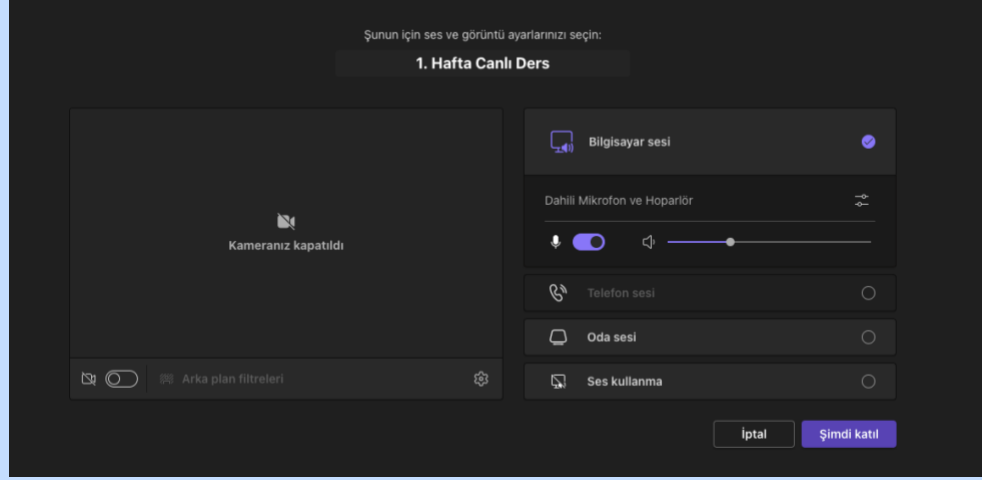 Şunun için ses ve görüntü ayarlarınızı seçin:
1. Hafta Canlı Ders
Kameranız kapatıldı
Arka plan filtreleri
Bilgisayar sesi
Dahili Mikrofon ve Hoparlör
Telefon sesi
Oda sesi
Ses kullanma
İptal
Şimdi katıl